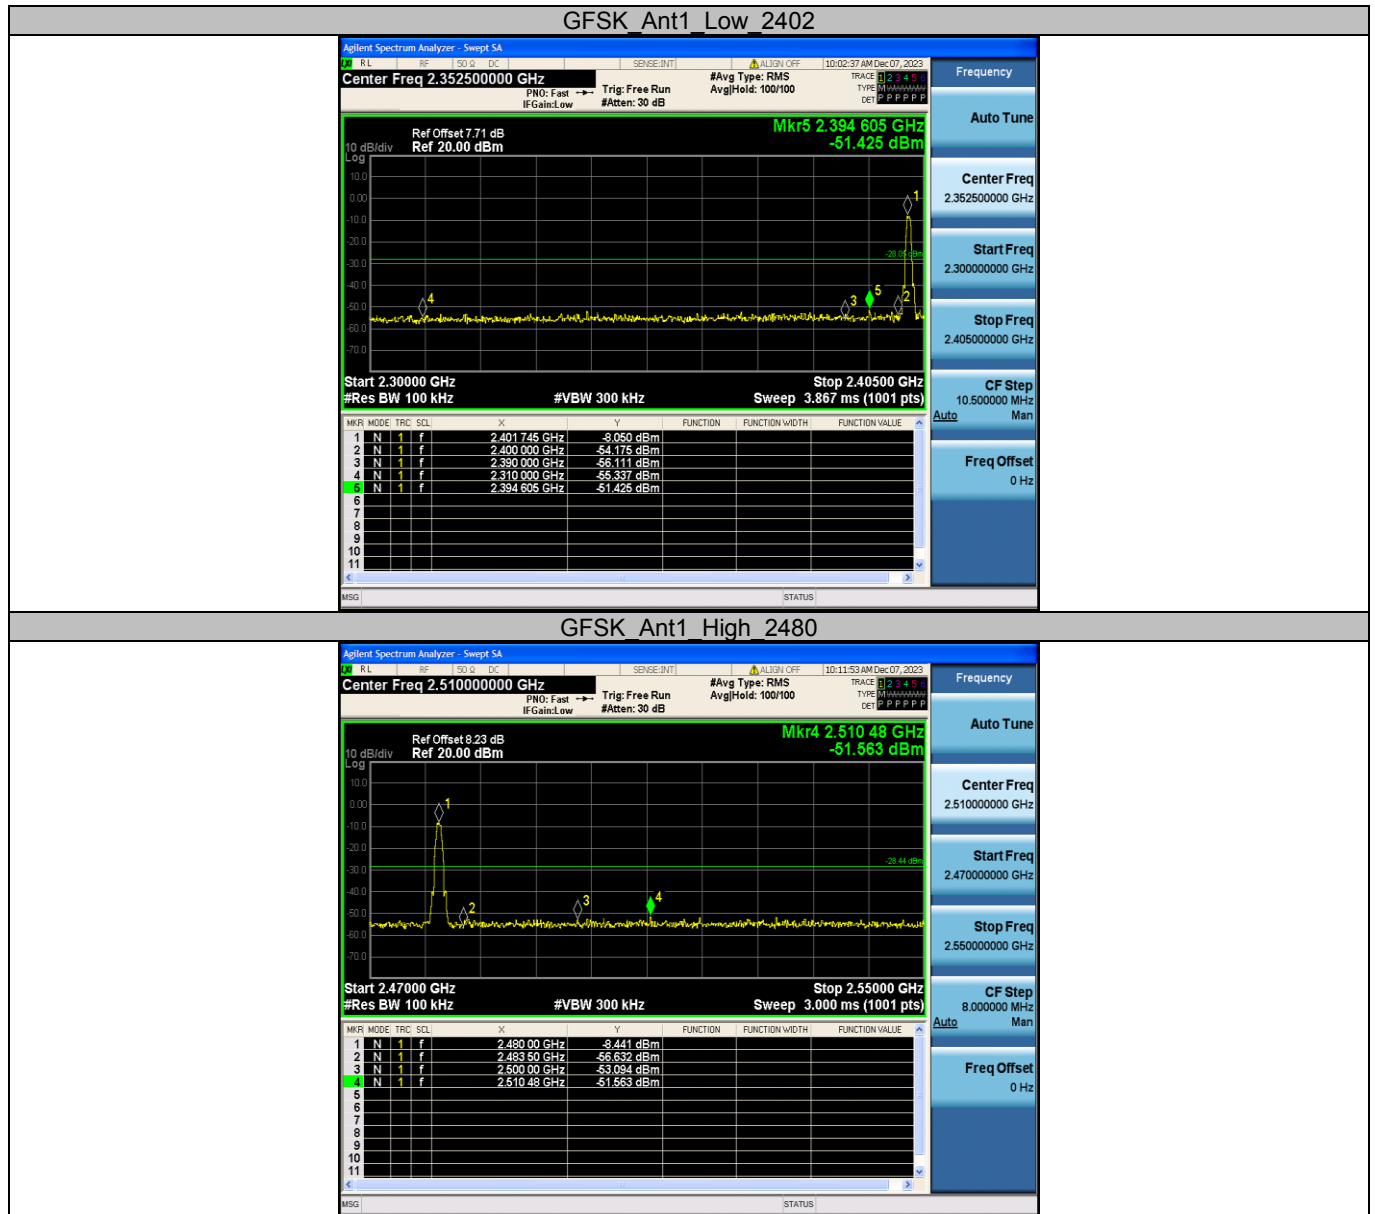 GFSK_Ant1_Low_2402
Agilent Spectrum Analyzer - Swept SA
RL RF 50 Ω DC SENSE:INT ALIGN OFF 10:02:37 AM Dec 07, 2023
Center Freq 2.352500000 GHz
PNO: Fast
IFGain:Low
Trig: Free Run
#Atten: 30 dB
#Avg Type: RMS
Avg|Hold: 100/100
TRACE 1 2 3 4 5 6
TYPE M
DET P P P P P P
Mkr5 2.394 605 GHz
-51.425 dBm
Ref Offset 7.71 dB
10 dB/div Ref 20.00 dBm
Log
10.0
0.00
-10.0
-20.0
-30.0
-40.0
-50.0
-60.0
-70.0
1
2
3
4
5
Start 2.30000 GHz Stop 2.40500 GHz
#Res BW 100 kHz #VBW 300 kHz Sweep 3.867 ms (1001 pts)
MKR MODE TRC SCL X Y FUNCTION FUNCTION WIDTH FUNCTION VALUE
1 N 1 f 2.401 745 GHz -8.050 dBm
2 N 1 f 2.400 000 GHz -54.175 dBm
3 N 1 f 2.390 000 GHz -56.111 dBm
4 N 1 f 2.310 000 GHz -55.337 dBm
5 N 1 f 2.394 605 GHz -51.425 dBm
6
7
8
9
10
11
MSG STATUS
Frequency
Auto Tune
Center Freq
2.352500000 GHz
Start Freq
2.300000000 GHz
Stop Freq
2.405000000 GHz
CF Step
10.500000 MHz
Auto Man
Freq Offset
0 Hz
GFSK_Ant1_High_2480
Agilent Spectrum Analyzer - Swept SA
RL RF 50 Ω DC SENSE:INT ALIGN OFF 10:11:53 AM Dec 07, 2023
Center Freq 2.510000000 GHz
PNO: Fast
IFGain:Low
Trig: Free Run
#Atten: 30 dB
#Avg Type: RMS
Avg|Hold: 100/100
TRACE 1 2 3 4 5 6
TYPE M
DET P P P P P P
Mkr4 2.510 48 GHz
-51.563 dBm
Ref Offset 8.23 dB
10 dB/div Ref 20.00 dBm
Log
10.0
0.00
-10.0
-20.0
-30.0
-40.0
-50.0
-60.0
-70.0
-28.44 dBm
1
2
3
4
Start 2.47000 GHz Stop 2.55000 GHz
#Res BW 100 kHz #VBW 300 kHz Sweep 3.000 ms (1001 pts)
MKR MODE TRC SCL X Y FUNCTION FUNCTION WIDTH FUNCTION VALUE
1 N 1 f 2.480 00 GHz -8.441 dBm
2 N 1 f 2.483 50 GHz -56.632 dBm
3 N 1 f 2.500 00 GHz -53.094 dBm
4 N 1 f 2.510 48 GHz -51.563 dBm
5
6
7
8
9
10
11
MSG STATUS
Frequency
Auto Tune
Center Freq
2.510000000 GHz
Start Freq
2.470000000 GHz
Stop Freq
2.550000000 GHz
CF Step
8.000000 MHz
Auto Man
Freq Offset
0 Hz